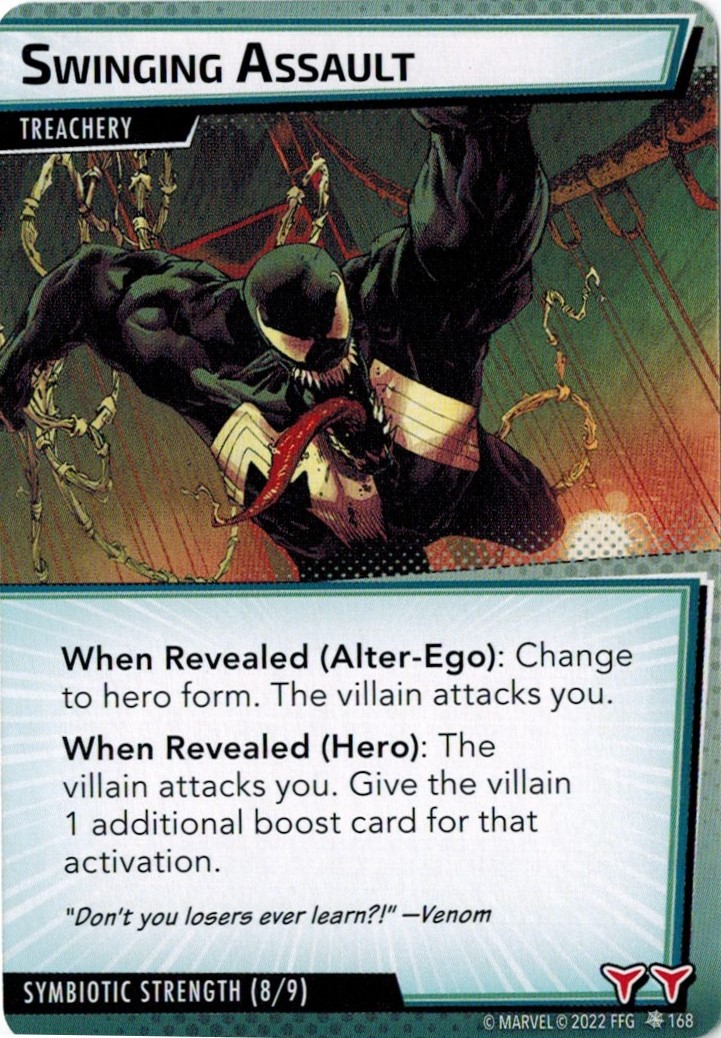 Swinging Assault
TREACHERY
When Revealed (Alter-Ego): Change
to hero form. The villain attacks you.
When Revealed (Hero): The
villain attacks you. Give the villain
1 additional boost card for that
activation.
"Don't you losers ever learn?!" —Venom
SYMBIOTIC STRENGTH (8/9)
© MARVEL © 2022 FFG 168